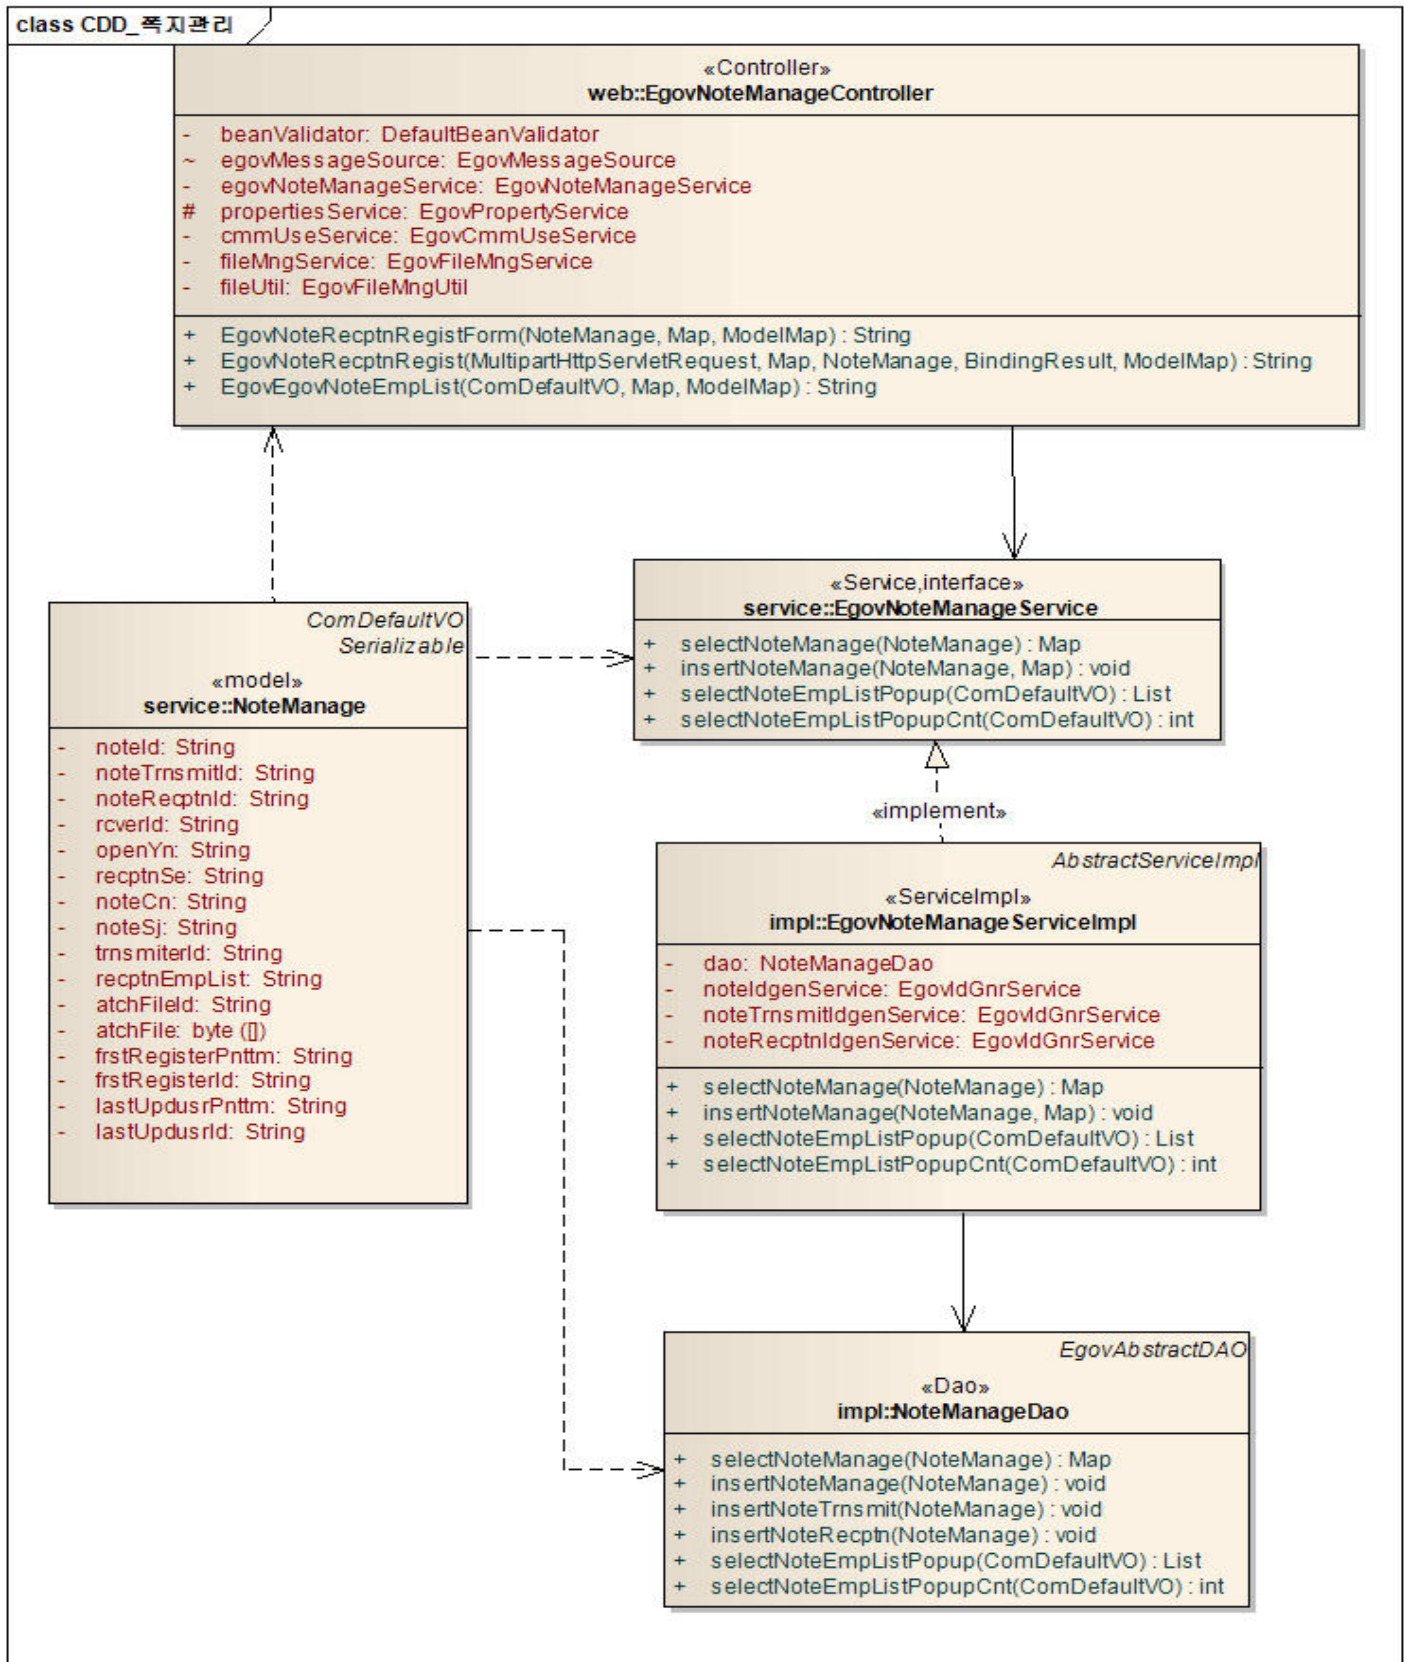 class CDD_쪽지관리
«Controller»
web::EgovNoteManageController
- beanValidator: DefaultBeanValidator
~ egovMessageSource: EgovMessageSource
- egovNoteManageService: EgovNoteManageService
# propertiesService: EgovPropertyService
- cmmUseService: EgovCmmUseService
- fileMngService: EgovFileMngService
- fileUtil: EgovFileMngUtil
+ EgovNoteRecptnRegistForm(NoteManage, Map, ModelMap) : String
+ EgovNoteRecptnRegist(MultipartHttpServletRequest, Map, NoteManage, BindingResult, ModelMap) : String
+ EgovEgovNoteEmpList(ComDefaultVO, Map, ModelMap) : String
«Service,interface»
service::EgovNoteManageService
+ selectNoteManage(NoteManage) : Map
+ insertNoteManage(NoteManage, Map) : void
+ selectNoteEmpListPopup(ComDefaultVO) : List
+ selectNoteEmpListPopupCnt(ComDefaultVO) : int
ComDefaultVO
Serializable
«model»
service::NoteManage
- noteId: String
- noteTrnsmitId: String
- noteRecptnId: String
- rcverId: String
- openYn: String
- recptnSe: String
- noteCn: String
- noteSj: String
- trnsmiterId: String
- recptnEmpList: String
- atchFileId: String
- atchFile: byte ([])
- frstRegisterPnttm: String
- frstRegisterId: String
- lastUpdusrPnttm: String
- lastUpdusrId: String
«implement»
AbstractServiceImpl
«ServiceImpl»
impl::EgovNoteManageServiceImpl
- dao: NoteManageDao
- noteIdgenService: EgovIdGnrService
- noteTrnsmitIdgenService: EgovIdGnrService
- noteRecptnIdgenService: EgovIdGnrService
+ selectNoteManage(NoteManage) : Map
+ insertNoteManage(NoteManage, Map) : void
+ selectNoteEmpListPopup(ComDefaultVO) : List
+ selectNoteEmpListPopupCnt(ComDefaultVO) : int
EgovAbstractDAO
«Dao»
impl::NoteManageDao
+ selectNoteManage(NoteManage) : Map
+ insertNoteManage(NoteManage) : void
+ insertNoteTrnsmit(NoteManage) : void
+ insertNoteRecptn(NoteManage) : void
+ selectNoteEmpListPopup(ComDefaultVO) : List
+ selectNoteEmpListPopupCnt(ComDefaultVO) : int